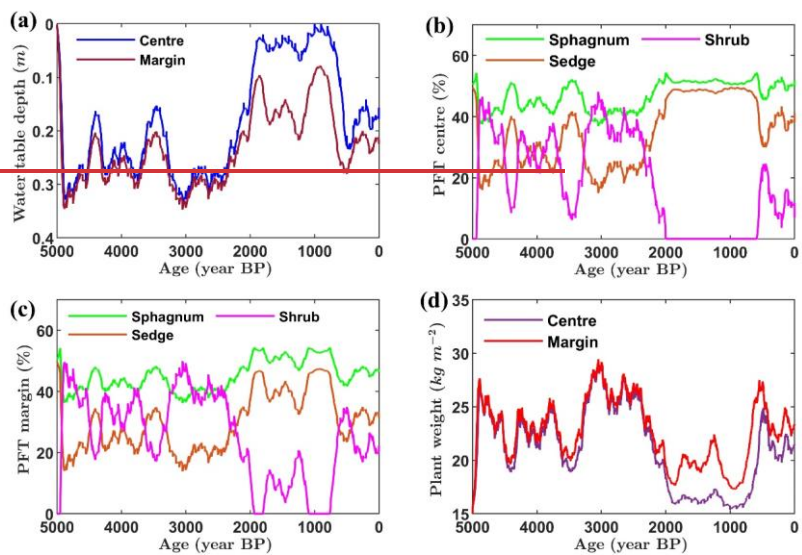 (a)
Water table depth (m)
0
0.1
0.2
0.3
0.4
Centre
Margin
5000 4000 3000 2000 1000 0
Age (year BP)
(b)
PFT centre (%)
60
40
20
0
Sphagnum Shrub
Sedge
5000 4000 3000 2000 1000 0
Age (year BP)
(c)
PFT margin (%)
60
40
20
0
Sphagnum Shrub
Sedge
5000 4000 3000 2000 1000 0
Age (year BP)
(d)
Plant weight (kg m⁻²)
35
30
25
20
15
Centre
Margin
5000 4000 3000 2000 1000 0
Age (year BP)